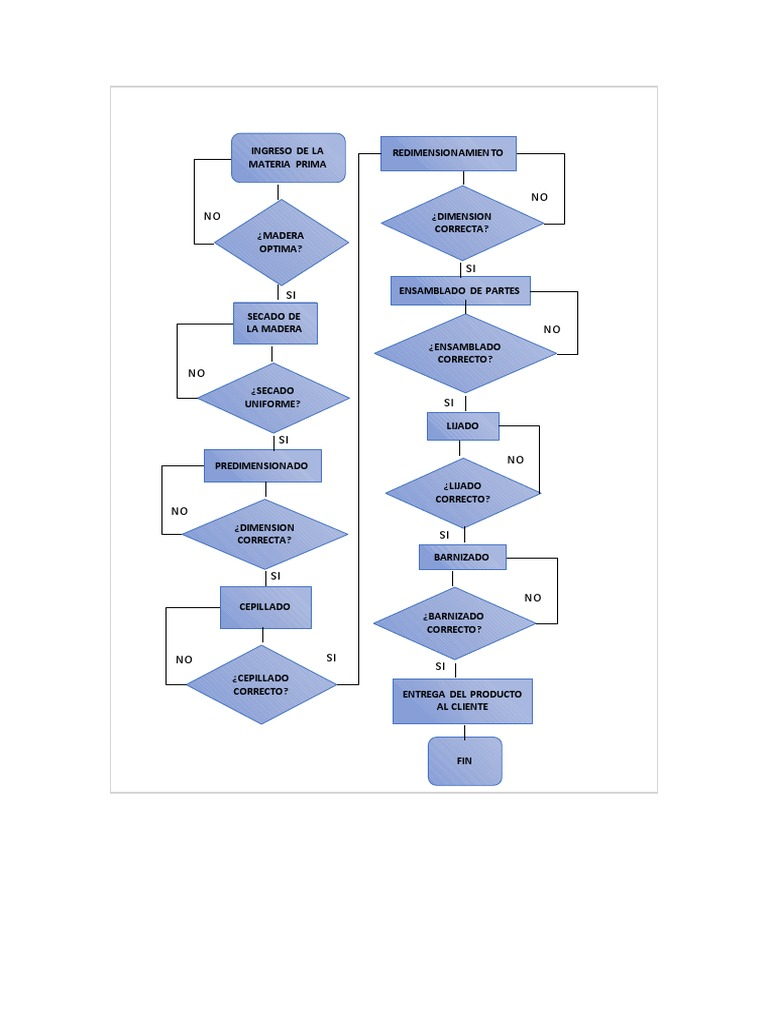 INGRESO DE LA
MATERIA PRIMA
NO
¿MADERA
OPTIMA?
SI
SECADO DE
LA MADERA
NO
¿SECADO
UNIFORME?
SI
PREDIMENSIONADO
NO
¿DIMENSION
CORRECTA?
SI
CEPILLADO
NO
¿CEPILLADO
CORRECTO?
SI
REDIMENSIONAMIENTO
NO
¿DIMENSION
CORRECTA?
SI
ENSAMBLADO DE PARTES
NO
¿ENSAMBLADO
CORRECTO?
SI
LIJADO
NO
¿LIJADO
CORRECTO?
SI
BARNIZADO
NO
¿BARNIZADO
CORRECTO?
SI
ENTREGA DEL PRODUCTO
AL CLIENTE
FIN